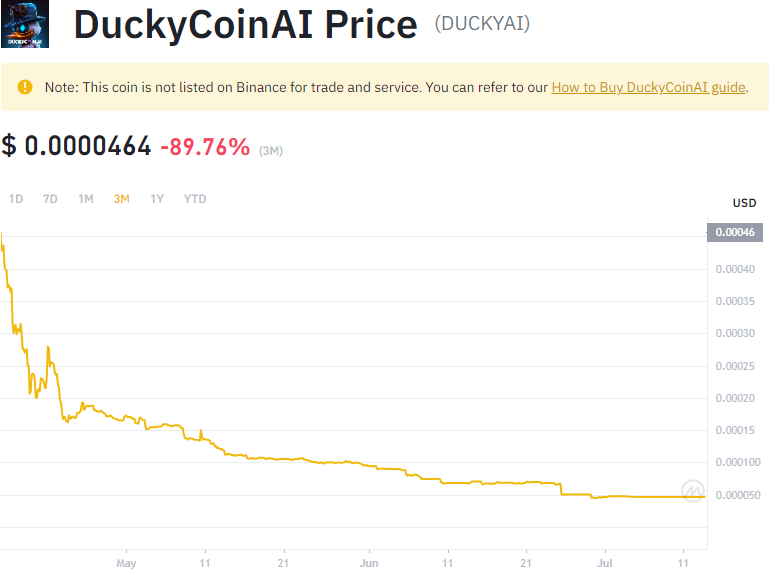 DUCKYCOINAI
DuckyCoinAI Price (DUCKYAI)
Note: This coin is not listed on Binance for trade and service. You can refer to our How to Buy DuckyCoinAI guide.
$ 0.0000464 -89.76% (3M)
1D 7D 1M 3M 1Y YTD
USD
0.00046
0.00040
0.00035
0.00030
0.00025
0.00020
0.00015
0.000100
0.000050
May 11 21 Jun 11 21 Jul 11